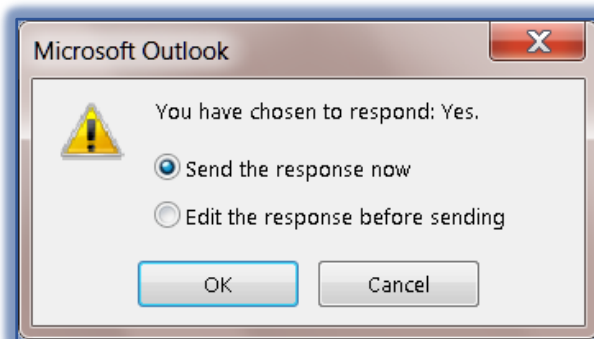 Microsoft Outlook
You have chosen to respond: Yes.
Send the response now
Edit the response before sending
OK
Cancel